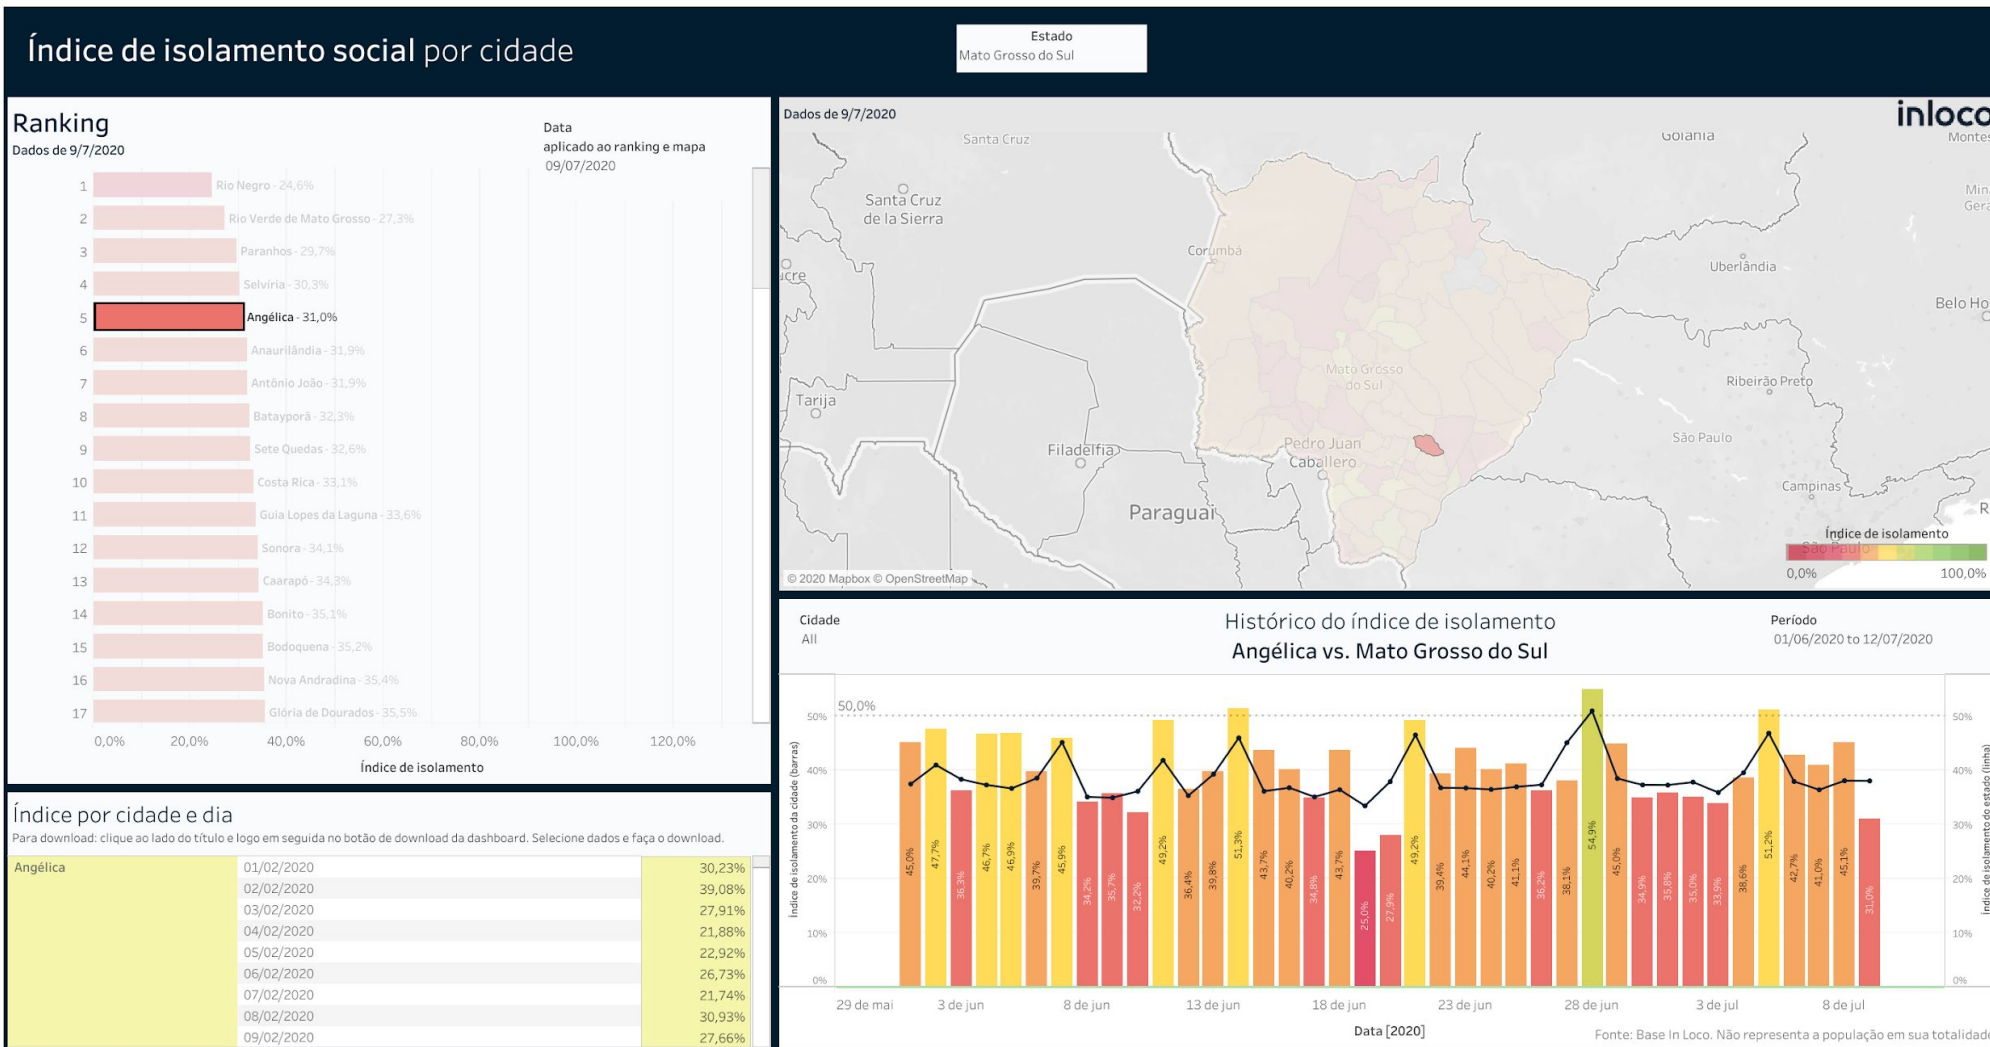 Índice de isolamento social por cidade
Estado
Mato Grosso do Sul
Ranking
Dados de 9/7/2020
Data
aplicado ao ranking e mapa
09/07/2020
1 Rio Negro - 24,6%
2 Rio Verde de Mato Grosso - 27,3%
3 Paranhos - 29,7%
4 Selvíria - 30,3%
5 Angélica - 31,0%
6 Anaurilândia - 31,9%
7 Antônio João - 31,9%
8 Batayporã - 32,3%
9 Sete Quedas - 32,6%
10 Costa Rica - 33,1%
11 Guia Lopes da Laguna - 33,6%
12 Sonora - 34,1%
13 Caarapó - 34,3%
14 Bonito - 35,1%
15 Bodoquena - 35,2%
16 Nova Andradina - 35,4%
17 Glória de Dourados - 35,5%
0,0% 20,0% 40,0% 60,0% 80,0% 100,0% 120,0%
Índice de isolamento
Índice por cidade e dia
Para download: clique ao lado do título e logo em seguida no botão de download da dashboard. Selecione dados e faça o download.
Angélica 01/02/2020 30,23%
02/02/2020 39,08%
03/02/2020 27,91%
04/02/2020 21,88%
05/02/2020 22,92%
06/02/2020 26,73%
07/02/2020 21,74%
08/02/2020 30,93%
09/02/2020 27,66%
Dados de 9/7/2020
inloco
Santa Cruz
Goiânia
Montes
Santa Cruz
de la Sierra
Min
Gera
Corumbá
ucre
Uberlândia
Belo Ho
Mato Grosso
do Sul
Ribeirão Preto
Tarija
São Paulo
Filadélfia
Pedro Juan
Caballero
Campinas
Paraguai
R
Índice de isolamento
São Paulo
0,0% 100,0%
© 2020 Mapbox © OpenStreetMap
Cidade
All
Histórico do índice de isolamento
Angélica vs. Mato Grosso do Sul
Período
01/06/2020 to 12/07/2020
Índice de isolamento da cidade (barras)
50%
40%
30%
20%
10%
0%
50,0%
45,0%
47,7%
36,3%
46,7%
46,9%
39,7%
45,9%
34,2%
35,7%
32,2%
49,2%
36,4%
39,8%
51,3%
43,7%
40,2%
34,8%
43,7%
25,0%
27,9%
49,2%
39,4%
44,1%
40,2%
41,1%
36,2%
38,1%
54,9%
45,0%
34,9%
35,8%
35,0%
33,9%
38,6%
51,2%
42,7%
41,0%
45,1%
31,0%
50%
40%
30%
20%
10%
0%
Índice de isolamento do estado (linha)
29 de mai 3 de jun 8 de jun 13 de jun 18 de jun 23 de jun 28 de jun 3 de jul 8 de jul
Data [2020]
Fonte: Base In Loco. Não representa a população em sua totalidade